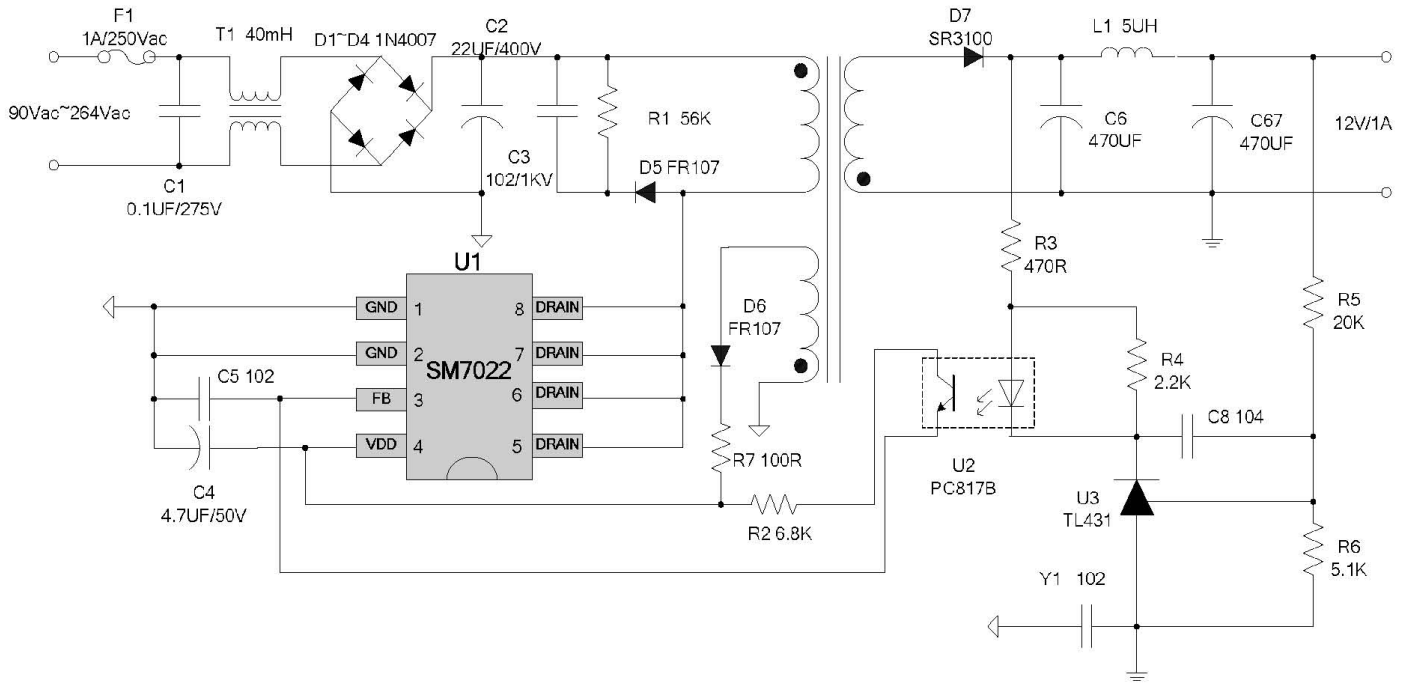 F1
1A/250Vac
T1 40mH
D1~D4 1N4007
C2
22UF/400V
D7
SR3100
L1 5UH
90Vac~264Vac
R1 56K
C6
470UF
C67
470UF
12V/1A
C1
0.1UF/275V
C3
102/1KV
D5 FR107
R3
470R
U1
GND 1
GND 2
FB 3
VDD 4
8 DRAIN
7 DRAIN
6 DRAIN
5 DRAIN
SM7022
D6
FR107
R5
20K
R4
2.2K
C5 102
C8 104
C4
4.7UF/50V
R7 100R
U2
PC817B
R2 6.8K
U3
TL431
R6
5.1K
Y1 102